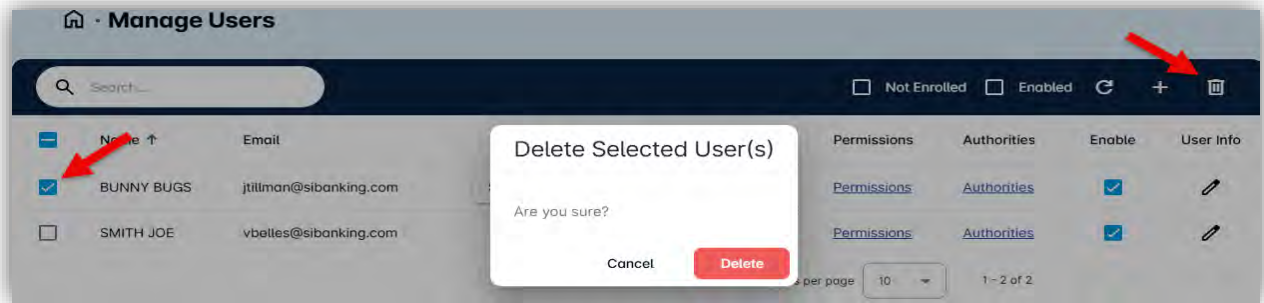 · Manage Users
Search...
Not Enrolled Enabled
Name ↑ Email Permissions Authorities Enable User Info
BUNNY BUGS jtillman@sibanking.com Permissions Authorities
SMITH JOE vbelles@sibanking.com Permissions Authorities
per page 10 1 – 2 of 2
Delete Selected User(s)
Are you sure?
Cancel Delete